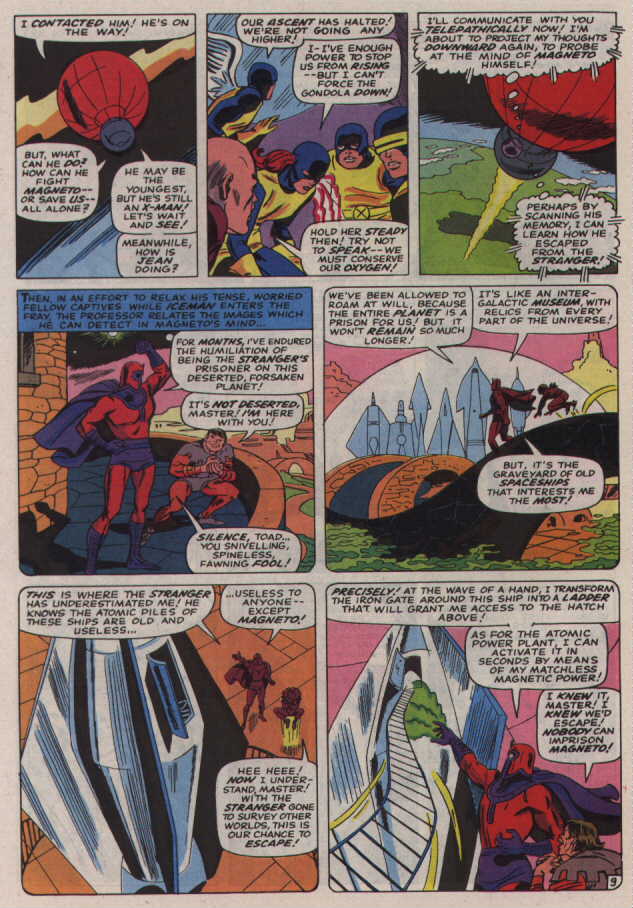 I CONTACTED HIM! HE'S ON
THE WAY!
BUT, WHAT
CAN HE DO?
HOW CAN HE
FIGHT
MAGNETO--
OR SAVE US--
ALL ALONE?
HE MAY BE
THE
YOUNGEST,
BUT HE'S STILL
AN X-MAN!
LET'S WAIT
AND SEE!
MEANWHILE,
HOW IS
JEAN
DOING?
OUR ASCENT HAS HALTED!
WE'RE NOT GOING ANY
HIGHER!
I--I'VE ENOUGH
POWER TO STOP
US FROM RISING
--BUT I CAN'T
FORCE THE
GONDOLA DOWN!
HOLD HER STEADY
THEN! TRY NOT
TO SPEAK--WE
MUST CONSERVE
OUR OXYGEN!
I'LL COMMUNICATE WITH YOU
TELEPATHICALLY NOW! I'M
ABOUT TO PROJECT MY THOUGHTS
DOWNWARD AGAIN, TO PROBE
AT THE MIND OF MAGNETO
HIMSELF!
PERHAPS BY
SCANNING HIS
MEMORY, I CAN
LEARN HOW HE
ESCAPED
FROM THE
STRANGER!
THEN, IN AN EFFORT TO RELAX HIS TENSE, WORRIED
FELLOW CAPTIVES WHILE ICEMAN ENTERS THE
FRAY, THE PROFESSOR RELATES THE IMAGES WHICH
HE CAN DETECT IN MAGNETO'S MIND...
FOR MONTHS, I'VE ENDURED
THE HUMILIATION OF
BEING THE STRANGER'S
PRISONER ON THIS
DESERTED, FORSAKEN
PLANET!
IT'S NOT DESERTED,
MASTER! I'M HERE
WITH YOU!
SILENCE, TOAD...
YOU SNIVELLING,
SPINELESS,
FAWNING FOOL!
WE'VE BEEN ALLOWED TO
ROAM AT WILL, BECAUSE
THE ENTIRE PLANET IS A
PRISON FOR US! BUT IT
WON'T REMAIN SO MUCH
LONGER!
IT'S LIKE AN INTER-
GALACTIC MUSEUM, WITH
RELICS FROM EVERY
PART OF THE UNIVERSE!
BUT, IT'S THE
GRAVEYARD OF OLD
SPACESHIPS
THAT INTERESTS ME
THE MOST!
THIS IS WHERE THE STRANGER
HAS UNDERESTIMATED ME! HE
KNOWS THE ATOMIC PILES OF
THESE SHIPS ARE OLD AND
USELESS...
...USELESS TO
ANYONE--
EXCEPT
MAGNETO!
HEE HEEE!
NOW I UNDER-
STAND, MASTER!
WITH THE
STRANGER GONE
TO SURVEY OTHER
WORLDS, THIS IS
OUR CHANCE TO
ESCAPE!
PRECISELY! AT THE WAVE OF A HAND, I TRANSFORM
THE IRON GATE AROUND THIS SHIP INTO A LADDER
THAT WILL GRANT ME ACCESS TO THE HATCH
ABOVE!
AS FOR THE ATOMIC
POWER PLANT, I CAN
ACTIVATE IT IN
SECONDS BY MEANS
OF MY MATCHLESS,
MAGNETIC POWER!
I KNEW IT,
MASTER! I
KNEW WE'D
ESCAPE!
NOBODY CAN
IMPRISON
MAGNETO!
9